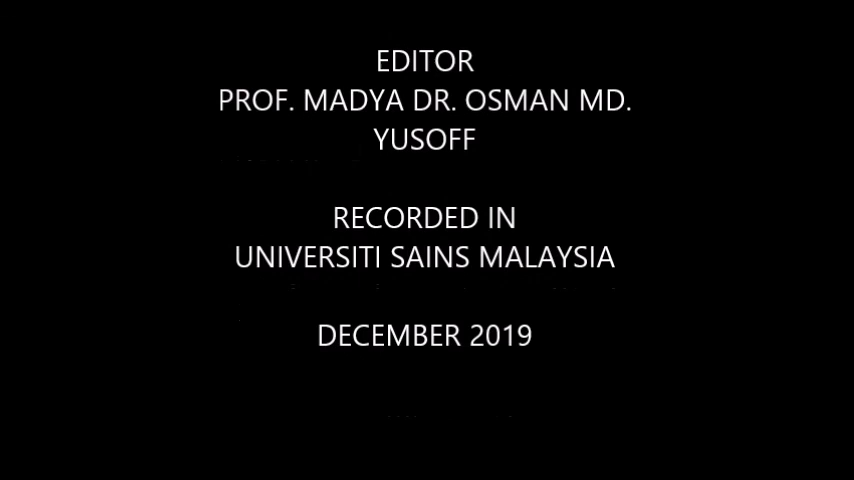 EDITOR
PROF. MADYA DR. OSMAN MD.
YUSOFF
RECORDED IN
UNIVERSITI SAINS MALAYSIA
DECEMBER 2019